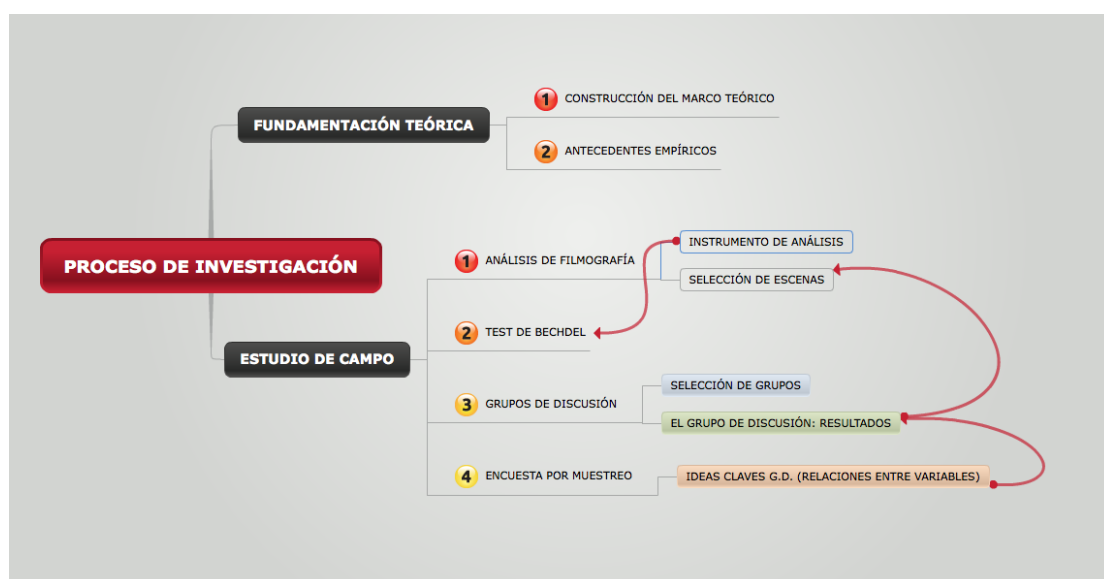 PROCESO DE INVESTIGACIÓN
FUNDAMENTACIÓN TEÓRICA
1 CONSTRUCCIÓN DEL MARCO TEÓRICO
2 ANTECEDENTES EMPÍRICOS
ESTUDIO DE CAMPO
1 ANÁLISIS DE FILMOGRAFÍA
INSTRUMENTO DE ANÁLISIS
SELECCIÓN DE ESCENAS
2 TEST DE BECHDEL
3 GRUPOS DE DISCUSIÓN
SELECCIÓN DE GRUPOS
EL GRUPO DE DISCUSIÓN: RESULTADOS
4 ENCUESTA POR MUESTREO
IDEAS CLAVES G.D. (RELACIONES ENTRE VARIABLES)